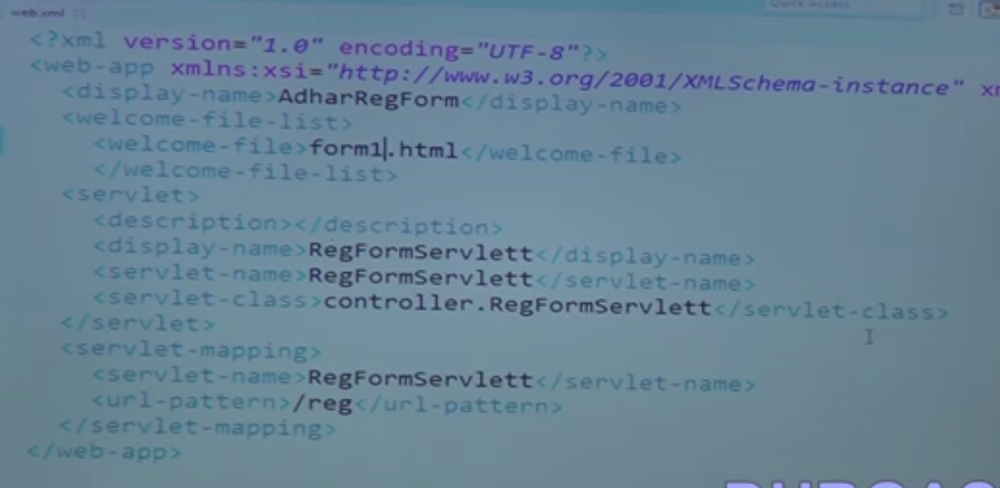 web.xml
Quick Access
<?xml version="1.0" encoding="UTF-8"?>
<web-app xmlns:xsi="http://www.w3.org/2001/XMLSchema-instance"
<display-name>AdharRegForm</display-name>
<welcome-file-list>
<welcome-file>form1.html</welcome-file>
</welcome-file-list>
<servlet>
<description></description>
<display-name>RegFormServlett</display-name>
<servlet-name>RegFormServlett</servlet-name>
<servlet-class>controller.RegFormServlett</servlet-class>
</servlet>
<servlet-mapping>
<servlet-name>RegFormServlett</servlet-name>
<url-pattern>/reg</url-pattern>
</servlet-mapping>
</web-app>